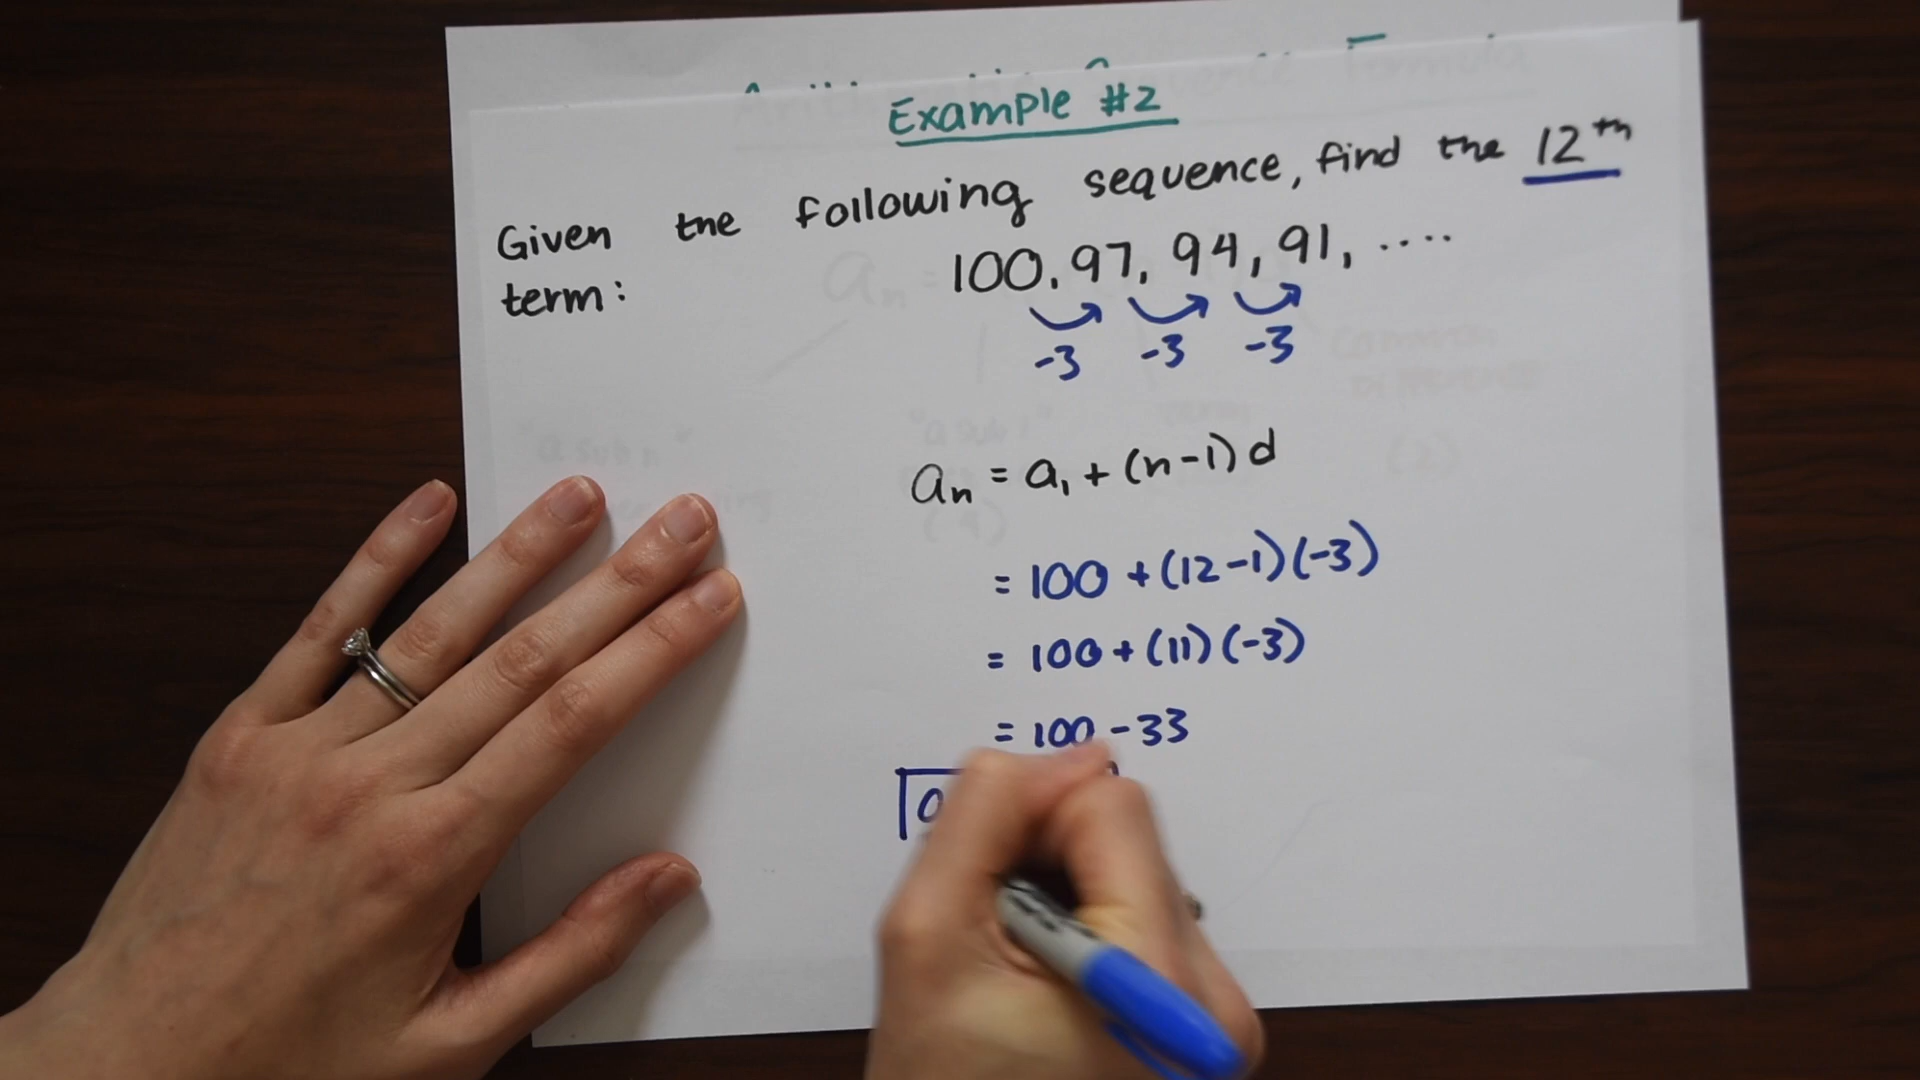 Example #2
Given the following sequence, find the 12th
term:
100. 97, 94, 91, ....
-3 -3 -3
an = a1 + (n-1) d
= 100 + (12-1)(-3)
= 100 + (11)(-3)
= 100 - 33